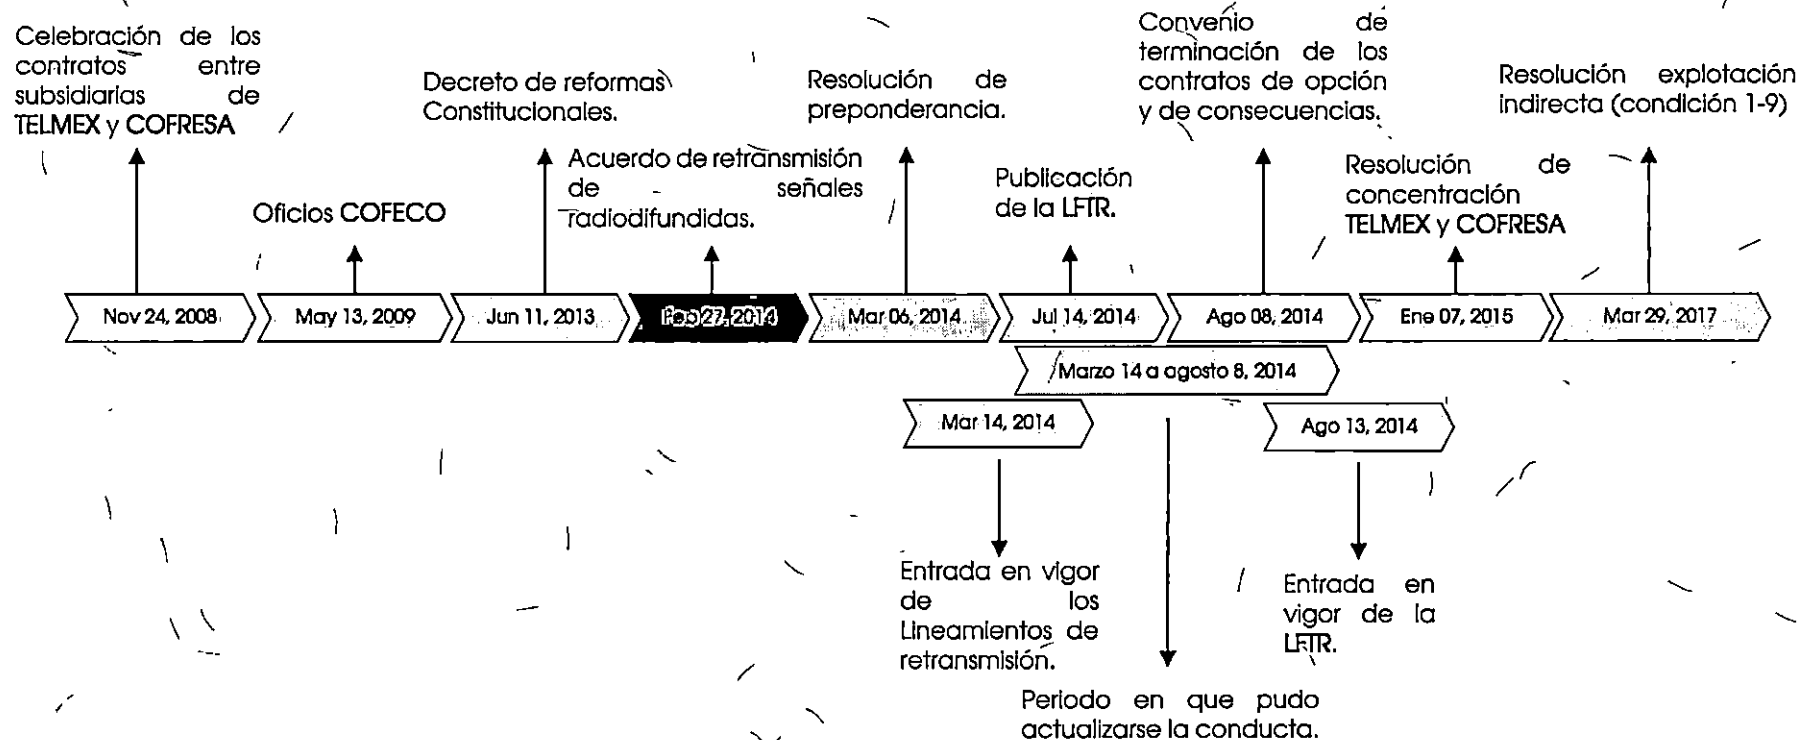 Celebración de los
contratos entre
subsidiarias de
TELMEX y COFRESA
Oficios COFECO
Decreto de reformas
Constitucionales.
Acuerdo de retransmisión
de señales
radiodifundidas.
Resolución de
preponderancia.
Publicación
de la LFTR.
Convenio de
terminación de los
contratos de opción
y de consecuencias.
Resolución de
concentración
TELMEX y COFRESA
Resolución explotación
indirecta (condición 1-9)
Nov 24, 2008
May 13, 2009
Jun 11, 2013
Feb 27, 2014
Mar 06, 2014
Jul 14, 2014
Ago 08, 2014
Ene 07, 2015
Mar 29, 2017
Marzo 14 a agosto 8, 2014
Mar 14, 2014
Ago 13, 2014
Entrada en vigor
de los
Lineamientos de
retransmisión.
Entrada en
vigor de la
LFTR.
Periodo en que pudo
actualizarse la conducta.